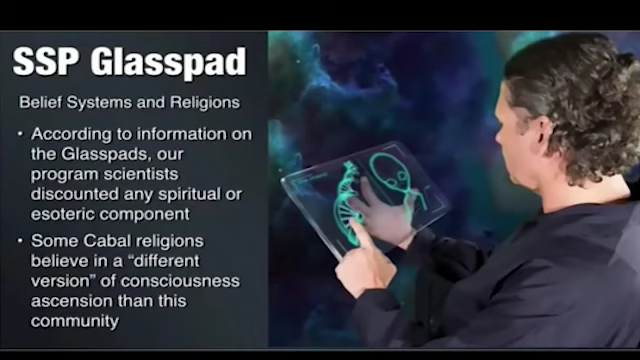 SSP Glasspad
Belief Systems and Religions
• According to information on
the Glasspads, our
program scientists
discounted any spiritual or
esoteric component
• Some Cabal religions
believe in a “different
version” of consciousness
ascension than this
community